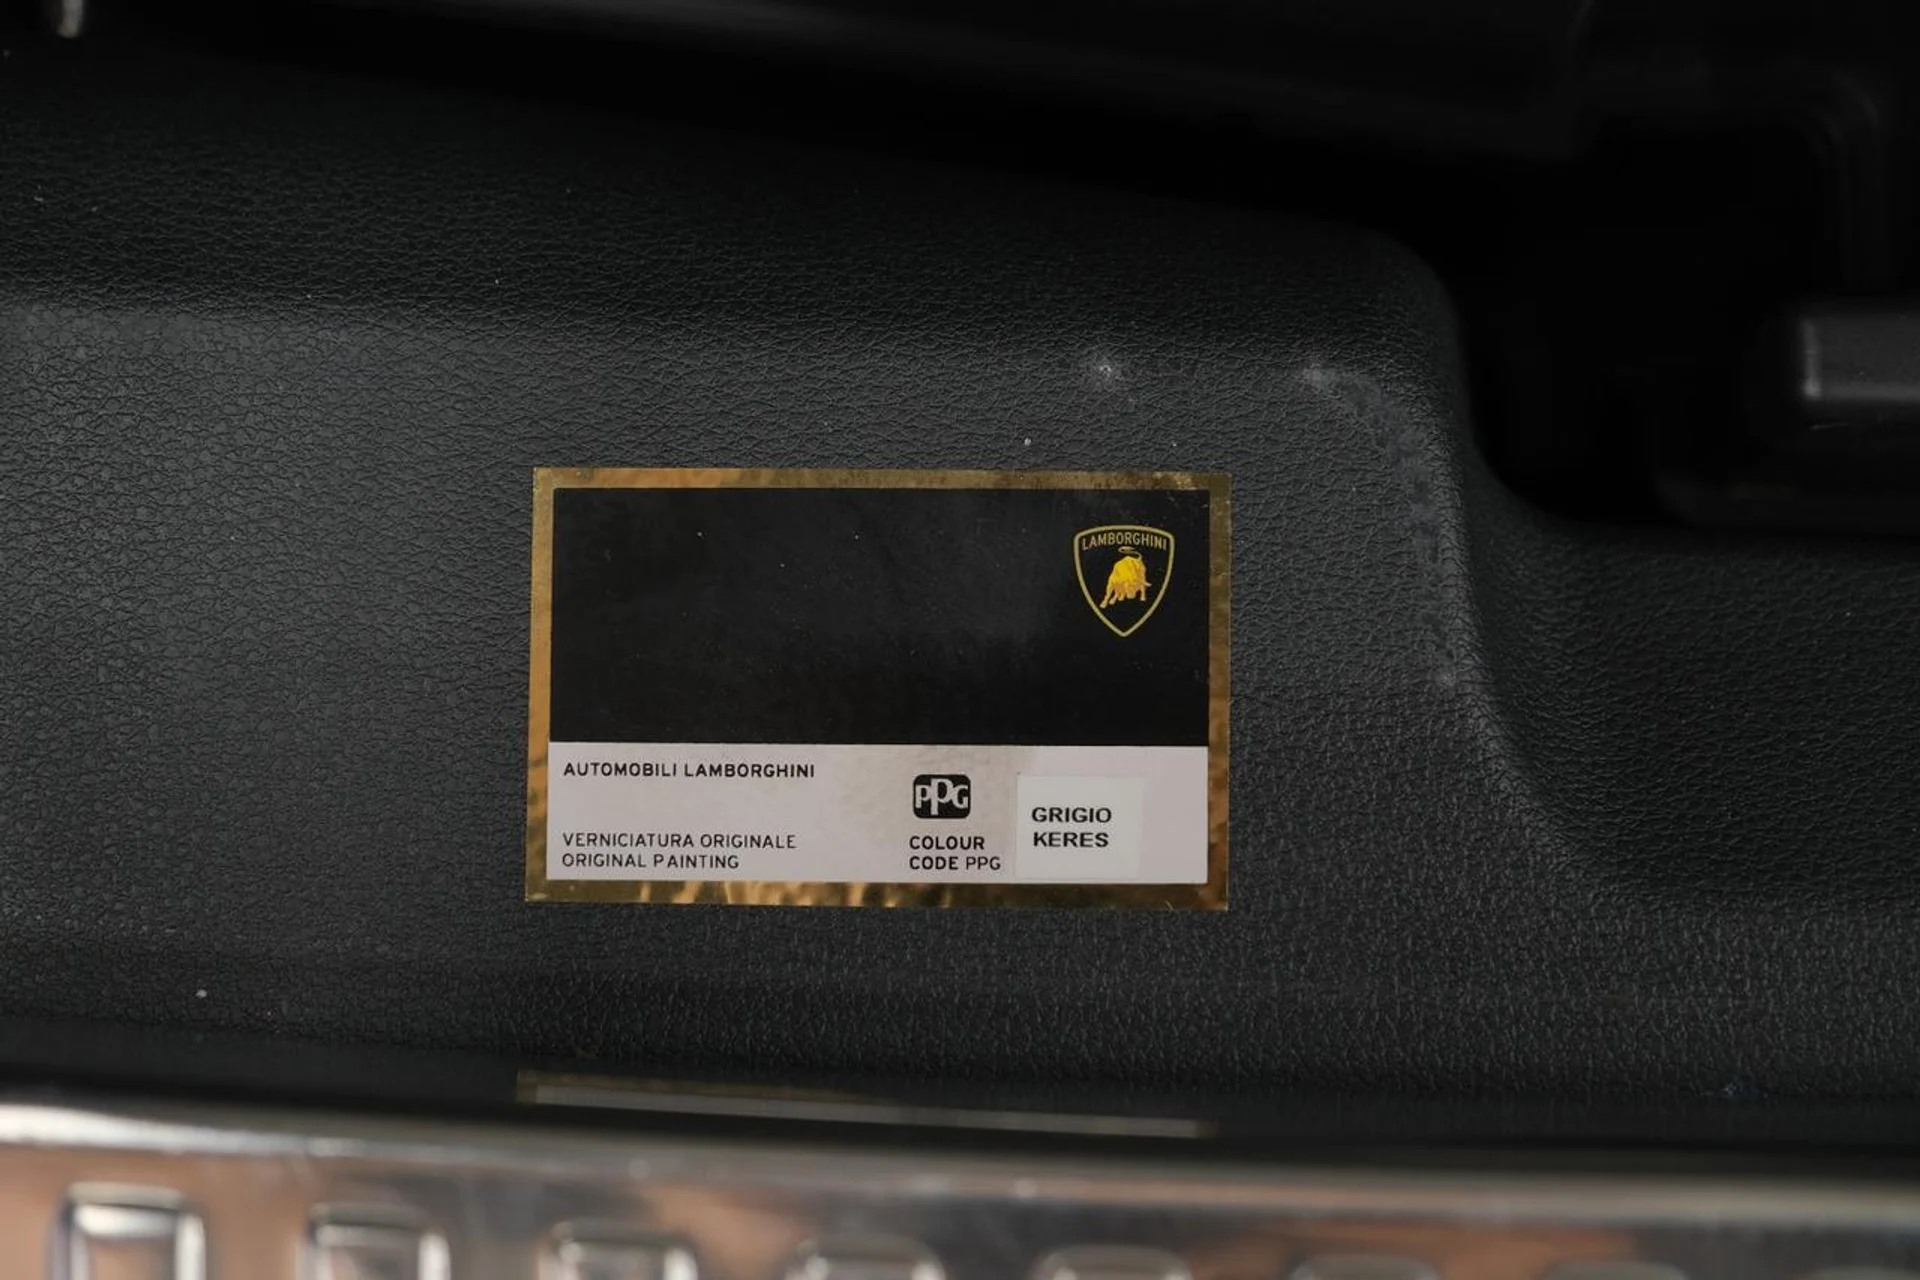 LAMBORGHINI
AUTOMOBILI LAMBORGHINI
PPG
GRIGIO
KERES
VERNICIATURA ORIGINALE
ORIGINAL PAINTING
COLOUR
CODE PPG